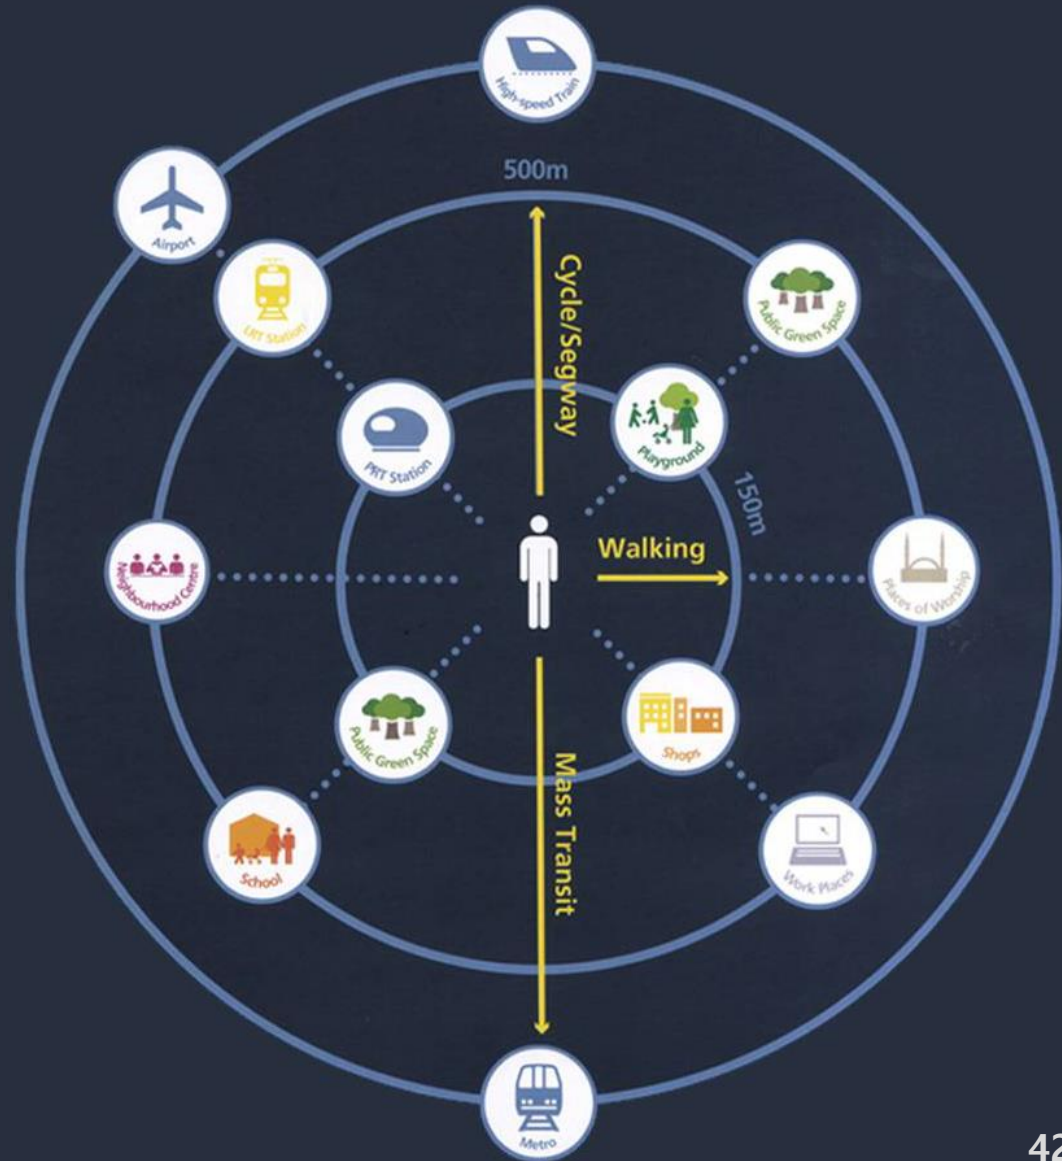 High-speed Train
500m
Airport
LRT Station
Cycle/Segway
Public Green Space
PRT Station
Playground
150m
Neighbourhood Centre
Walking
Places of Worship
Public Green Space
Shops
Mass Transit
School
Work Places
Metro
42